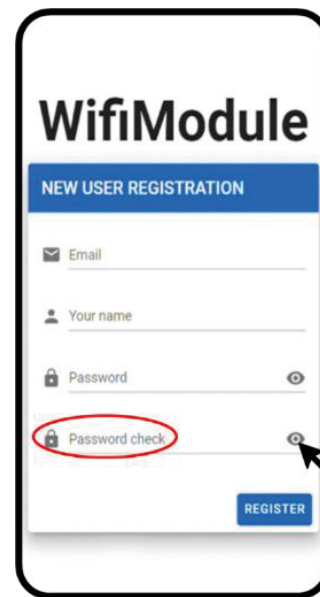 WifiModule
NEW USER REGISTRATION
Email
Your name
Password
Password check
REGISTER